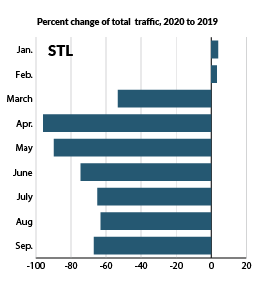 Percent change of total traffic, 2020 to 2019
STL
Jan.
Feb.
March
Apr.
May
June
July
Aug
Sep.
-100 -80 -60 -40 -20 0 20